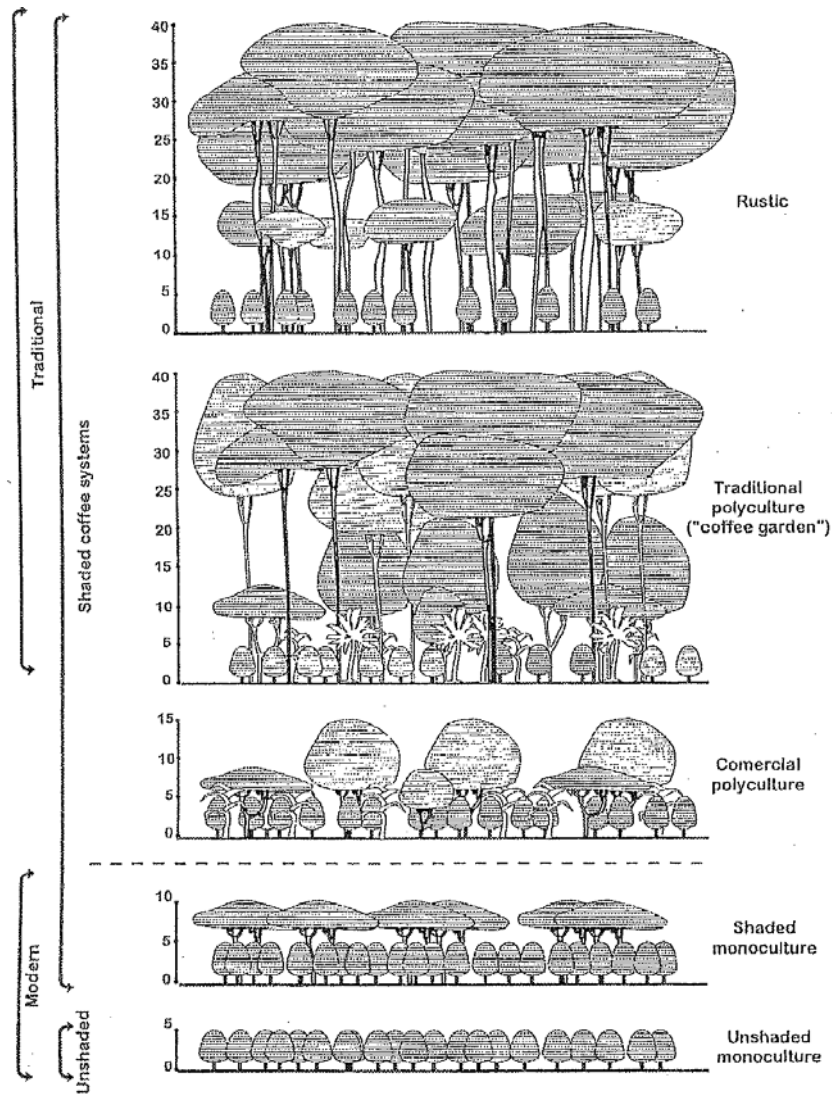 40
35
30
25
20
15
10
5
0
Rustic
Traditional
Shaded coffee systems
40
35
30
25
20
15
10
5
0
Traditional
polyculture
("coffee garden")
15
10
5
0
Comercial
polyculture
Modern
10
5
0
Shaded
monoculture
Unshaded
5
0
Unshaded
monoculture